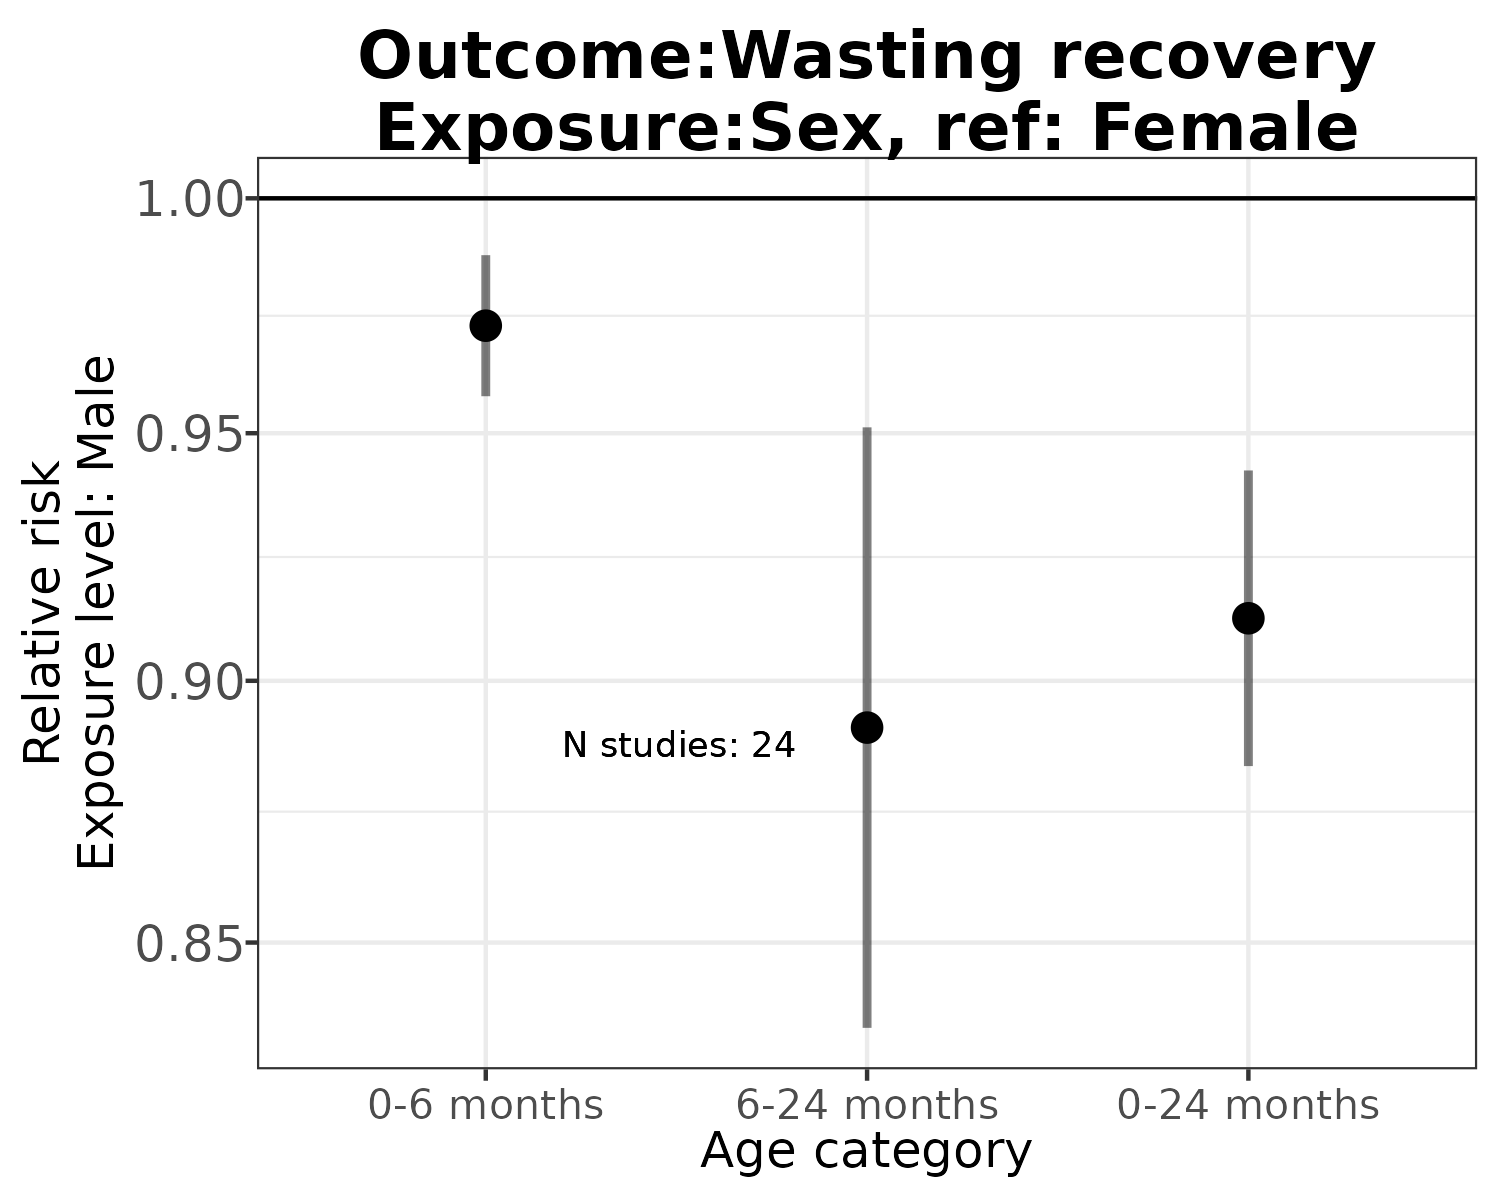 Outcome:Wasting recovery
Exposure:Sex, ref: Female
1.00
0.95
0.90
0.85
Relative risk
Exposure level: Male
N studies: 24
0-6 months
6-24 months
0-24 months
Age category